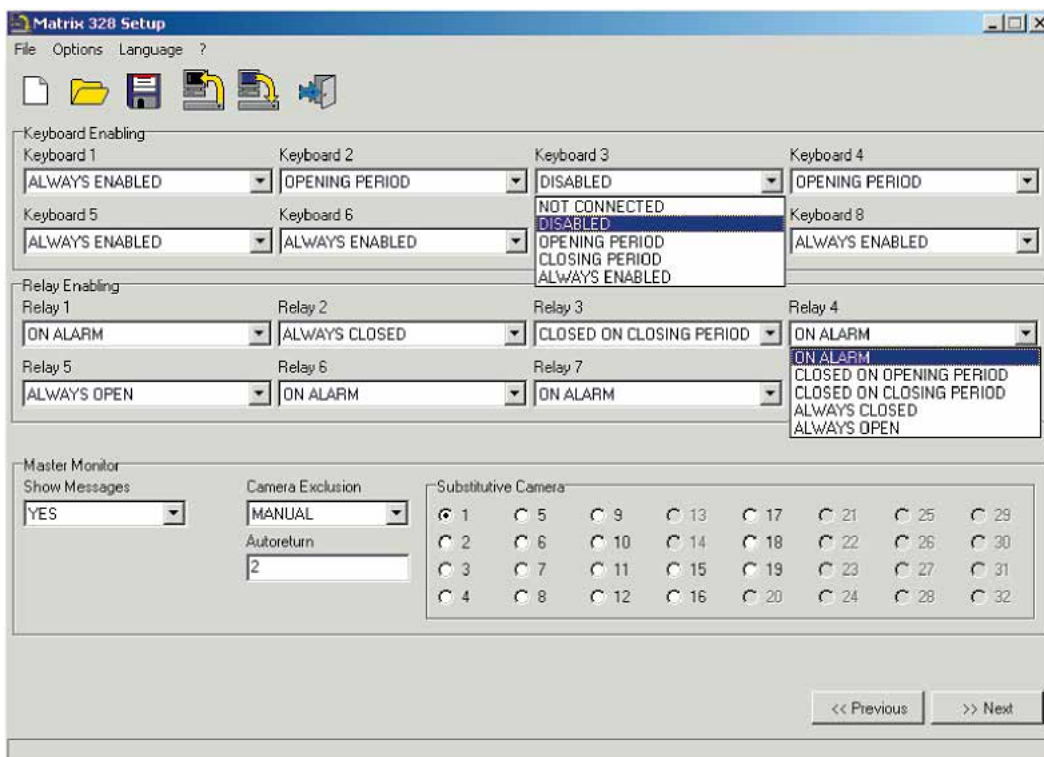 Matrix 328 Setup
File Options Language ?
Keyboard Enabling
Keyboard 1 Keyboard 2 Keyboard 3 Keyboard 4
ALWAYS ENABLED OPENING PERIOD DISABLED OPENING PERIOD
NOT CONNECTED
DISABLED
OPENING PERIOD
CLOSING PERIOD
ALWAYS ENABLED
Keyboard 5 Keyboard 6 Keyboard 8
ALWAYS ENABLED ALWAYS ENABLED ALWAYS ENABLED
Relay Enabling
Relay 1 Relay 2 Relay 3 Relay 4
ON ALARM ALWAYS CLOSED CLOSED ON CLOSING PERIOD ON ALARM
ON ALARM
CLOSED ON OPENING PERIOD
CLOSED ON CLOSING PERIOD
ALWAYS CLOSED
ALWAYS OPEN
Relay 5 Relay 6 Relay 7
ALWAYS OPEN ON ALARM ON ALARM
Master Monitor
Show Messages Camera Exclusion Substitutive Camera
YES MANUAL
Autoreturn
2
1 5 9 13 17 21 25 29
2 6 10 14 18 22 26 30
3 7 11 15 19 23 27 31
4 8 12 16 20 24 28 32
<< Previous >> Next